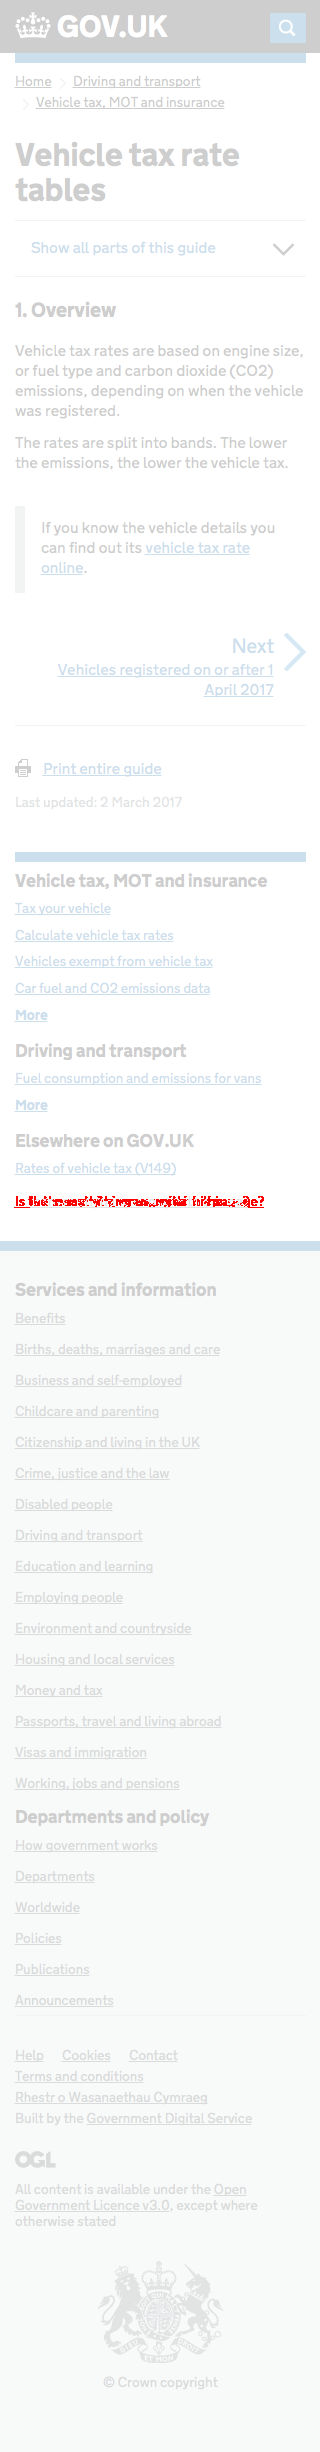 GOV.UK
Home
Driving and transport
Vehicle tax, MOT and insurance
Vehicle tax rate
tables
Show all parts of this guide
1. Overview
Vehicle tax rates are based on engine size,
or fuel type and carbon dioxide (CO2)
emissions, depending on when the vehicle
was registered.
The rates are split into bands. The lower
the emissions, the lower the vehicle tax.
If you know the vehicle details you
can find out its vehicle tax rate
online.
Next
Vehicles registered on or after 1
April 2017
Print entire guide
Last updated: 2 March 2017
Vehicle tax, MOT and insurance
Tax your vehicle
Calculate vehicle tax rates
Vehicles exempt from vehicle tax
Car fuel and CO2 emissions data
More
Driving and transport
Fuel consumption and emissions for vans
More
Elsewhere on GOV.UK
Rates of vehicle tax (V149)
Is
Services and information
Benefits
Births, deaths, marriages and care
Business and self-employed
Childcare and parenting
Citizenship and living in the UK
Crime, justice and the law
Disabled people
Driving and transport
Education and learning
Employing people
Environment and countryside
Housing and local services
Money and tax
Passports, travel and living abroad
Visas and immigration
Working, jobs and pensions
Departments and policy
How government works
Departments
Worldwide
Policies
Publications
Announcements
Help Cookies Contact
Terms and conditions
Rhestr o Wasanaethau Cymraeg
Built by the Government Digital Service
OGL
All content is available under the Open
Government Licence v3.0, except where
otherwise stated
© Crown copyright